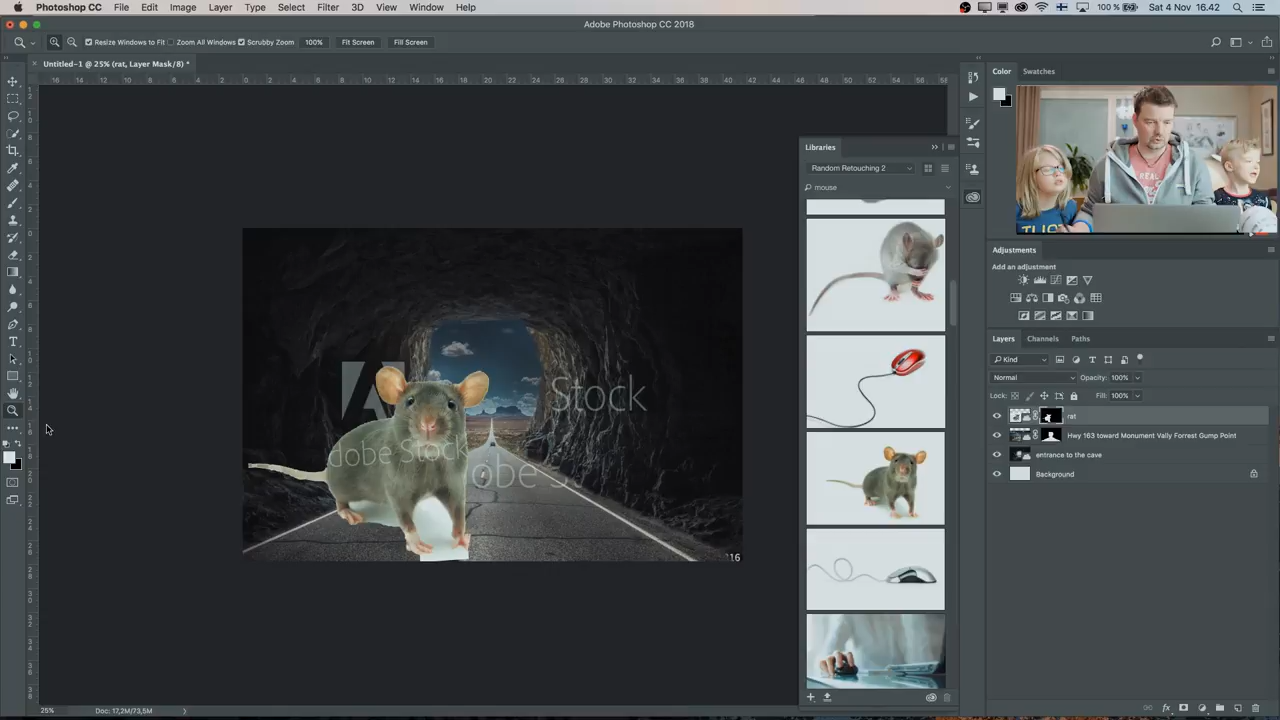 Photoshop CC File Edit Image Layer Type Select Filter 3D View Window Help
100 % Sat 4 Nov 16.42
Adobe Photoshop CC 2018
Resize Windows to Fit Zoom All Windows Scrubby Zoom 100% Fit Screen Fill Screen
Untitled-1 @ 25% (rat, Layer Mask/8) *
Color Swatches
Libraries
Random Retouching 2
mouse
Adjustments
Add an adjustment
Layers Channels Paths
Kind
Normal Opacity: 100%
Lock: Fill: 100%
rat
Hwy 163 toward Monument Vally Forrest Gump Point
entrance to the cave
Background
Stock
dobe Stock
dobe S
16
25% Doc: 17,2M/73,5M